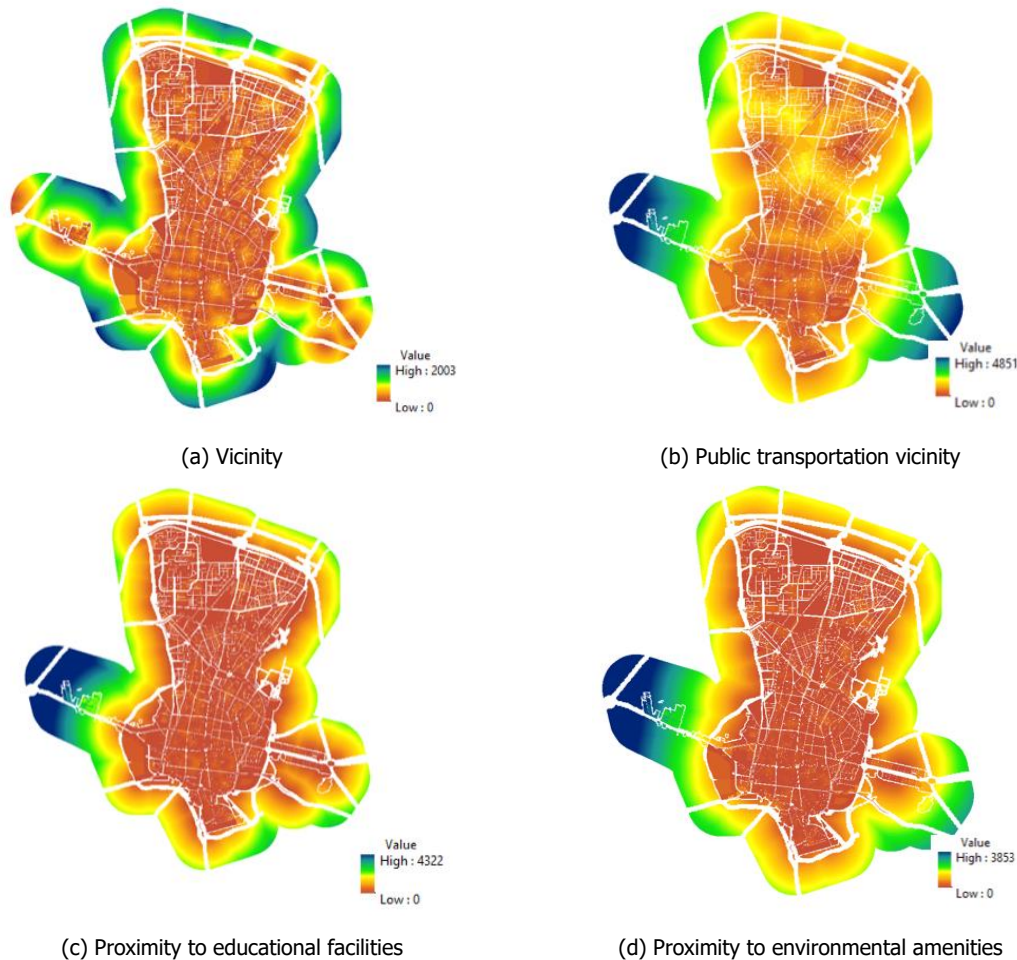 Value
High : 2003
Low : 0
Value
High : 4851
Low : 0
(a) Vicinity
(b) Public transportation vicinity
Value
High : 4322
Low : 0
Value
High : 3853
Low : 0
(c) Proximity to educational facilities
(d) Proximity to environmental amenities